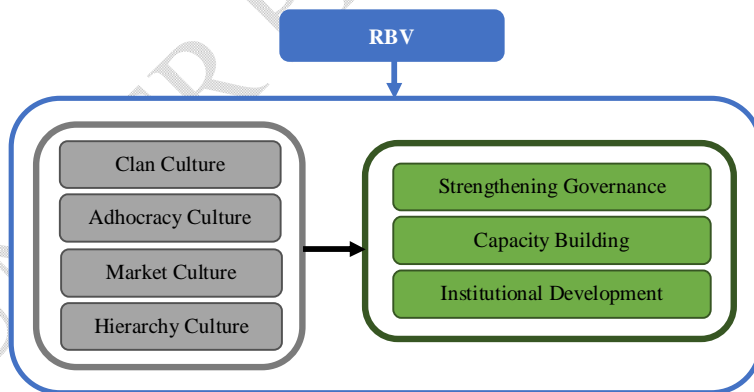 RBV
Clan Culture
Adhocracy Culture
Market Culture
Hierarchy Culture
Strengthening Governance
Capacity Building
Institutional Development